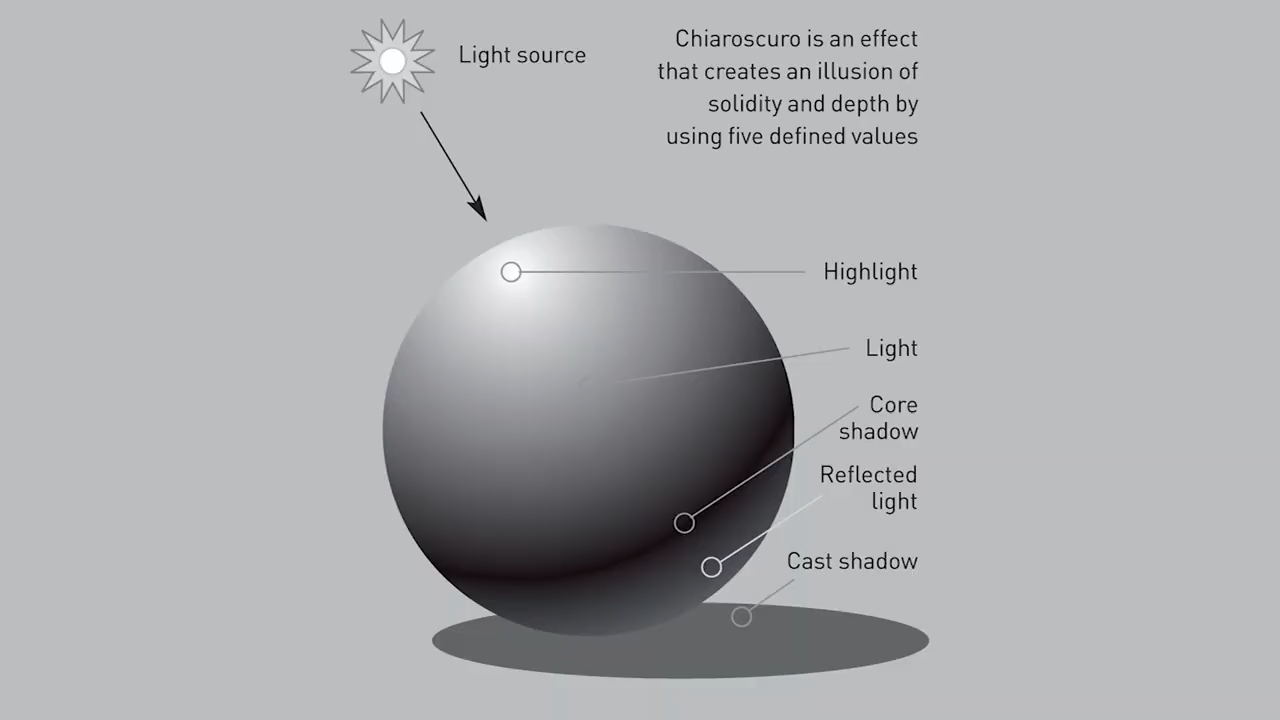 Light source
Chiaroscuro is an effect
that creates an illusion of
solidity and depth by
using five defined values
Highlight
Light
Core
shadow
Reflected
light
Cast shadow